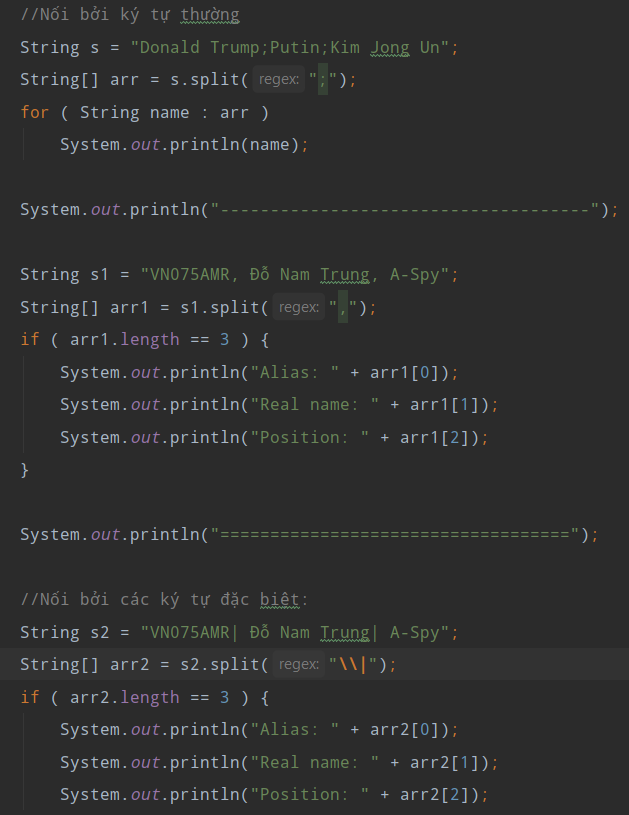 //Nối bởi ký tự thường
String s = "Donald Trump;Putin;Kim Jong Un";
String[] arr = s.split( regex: ";");
for ( String name : arr )
    System.out.println(name);
System.out.println("-------------------------------------");
String s1 = "VN075AMR, Đỗ Nam Trung, A-Spy";
String[] arr1 = s1.split( regex: ",");
if ( arr1.length == 3 ) {
    System.out.println("Alias: " + arr1[0]);
    System.out.println("Real name: " + arr1[1]);
    System.out.println("Position: " + arr1[2]);
}
System.out.println("===================================");
//Nối bởi các ký tự đặc biệt:
String s2 = "VN075AMR| Đỗ Nam Trung| A-Spy";
String[] arr2 = s2.split( regex: "\\|");
if ( arr2.length == 3 ) {
    System.out.println("Alias: " + arr2[0]);
    System.out.println("Real name: " + arr2[1]);
    System.out.println("Position: " + arr2[2]);